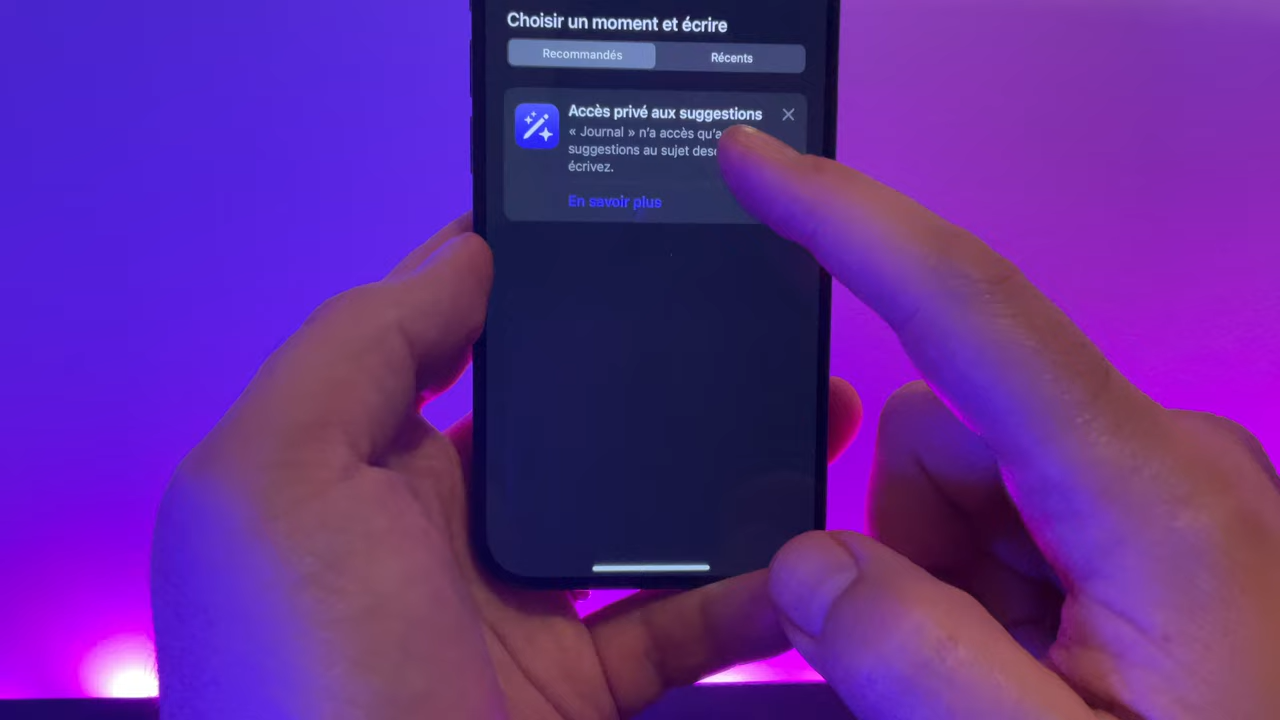 Choisir un moment et écrire
Recommandés
Récents
Accès privé aux suggestions
« Journal » n'a accès qu'a
suggestions au sujet
écrivez.
En savoir plus